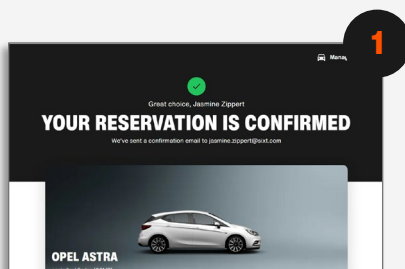 1
Manag
Great choice, Jasmine Zippert
YOUR RESERVATION IS CONFIRMED
We've sent a confirmation email to jasmine.zippert@sixt.com
OPEL ASTRA